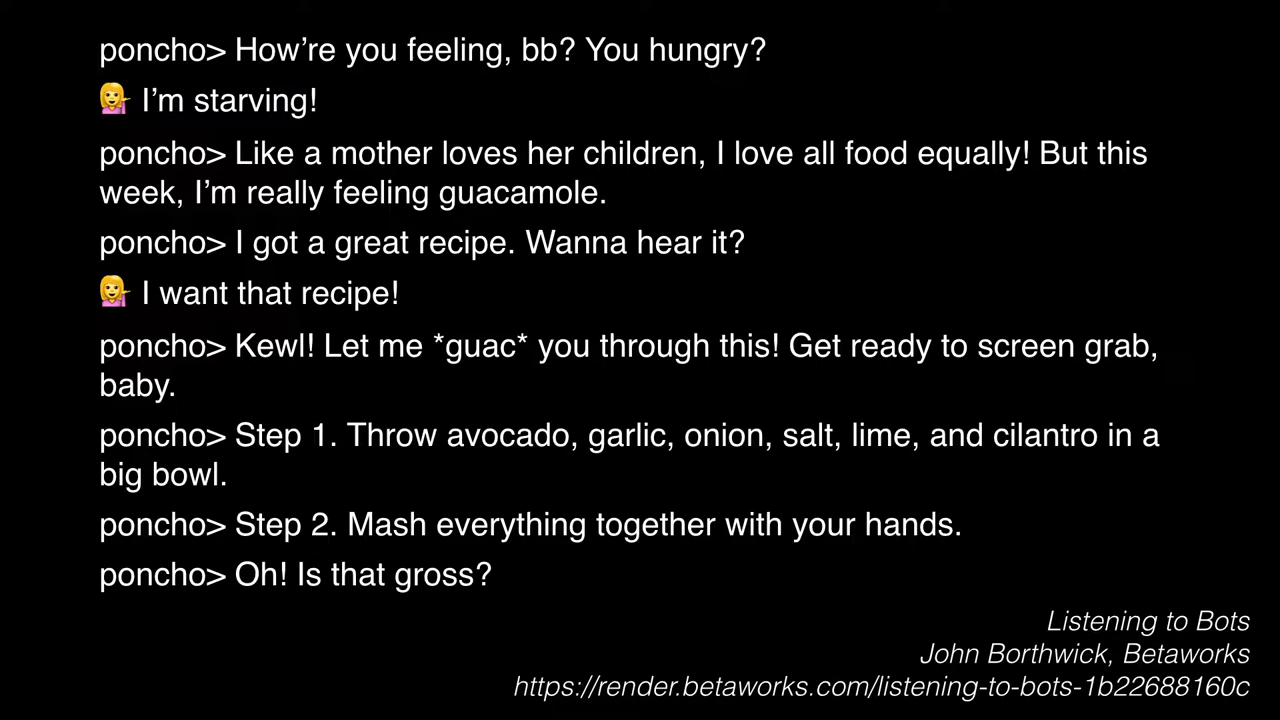 poncho> How’re you feeling, bb? You hungry?
💁 I’m starving!
poncho> Like a mother loves her children, I love all food equally! But this
week, I’m really feeling guacamole.
poncho> I got a great recipe. Wanna hear it?
💁 I want that recipe!
poncho> Kewl! Let me *guac* you through this! Get ready to screen grab,
baby.
poncho> Step 1. Throw avocado, garlic, onion, salt, lime, and cilantro in a
big bowl.
poncho> Step 2. Mash everything together with your hands.
poncho> Oh! Is that gross?
Listening to Bots
John Borthwick, Betaworks
https://render.betaworks.com/listening-to-bots-1b22688160c